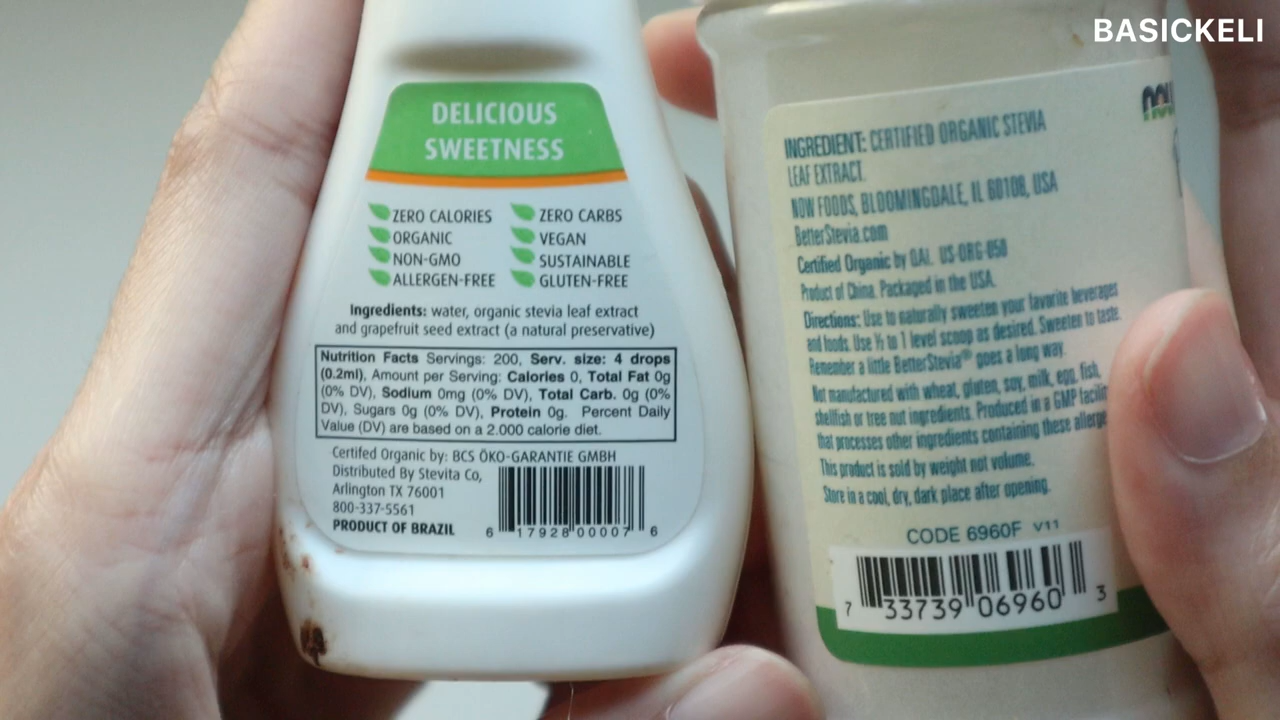 BASICKELI
DELICIOUS
SWEETNESS
ZERO CALORIES
ORGANIC
NON-GMO
ALLERGEN-FREE
ZERO CARBS
VEGAN
SUSTAINABLE
GLUTEN-FREE
Ingredients: water, organic stevia leaf extract
and grapefruit seed extract (a natural preservative)
Nutrition Facts Servings: 200, Serv. size: 4 drops
(0.2ml), Amount per Serving: Calories 0, Total Fat 0g
(0% DV), Sodium 0mg (0% DV), Total Carb. 0g (0%
DV), Sugars 0g (0% DV), Protein 0g. Percent Daily
Value (DV) are based on a 2.000 calorie diet.
Certifed Organic by: BCS ÖKO-GARANTIE GMBH
Distributed By Stevita Co,
Arlington TX 76001
800-337-5561
PRODUCT OF BRAZIL
6 17928 00007 6
INGREDIENT: CERTIFIED ORGANIC STEVIA
LEAF EXTRACT.
NOW FOODS, BLOOMINGDALE, IL 60108, USA
BetterStevia.com
Certified Organic by QAI. US-ORG-050
Product of China. Packaged in the USA.
Directions: Use to naturally sweeten your favorite beverages
and foods. Use ½ to 1 level scoop as desired. Sweeten to taste.
Remember a little BetterStevia® goes a long way.
Not manufactured with wheat, gluten, soy, milk, egg, fish,
shellfish or tree nut ingredients. Produced in a GMP
that processes other ingredients containing these
This product is sold by weight not volume.
Store in a cool, dry, dark place after opening.
CODE 6960F V11
7 33739 06960 3